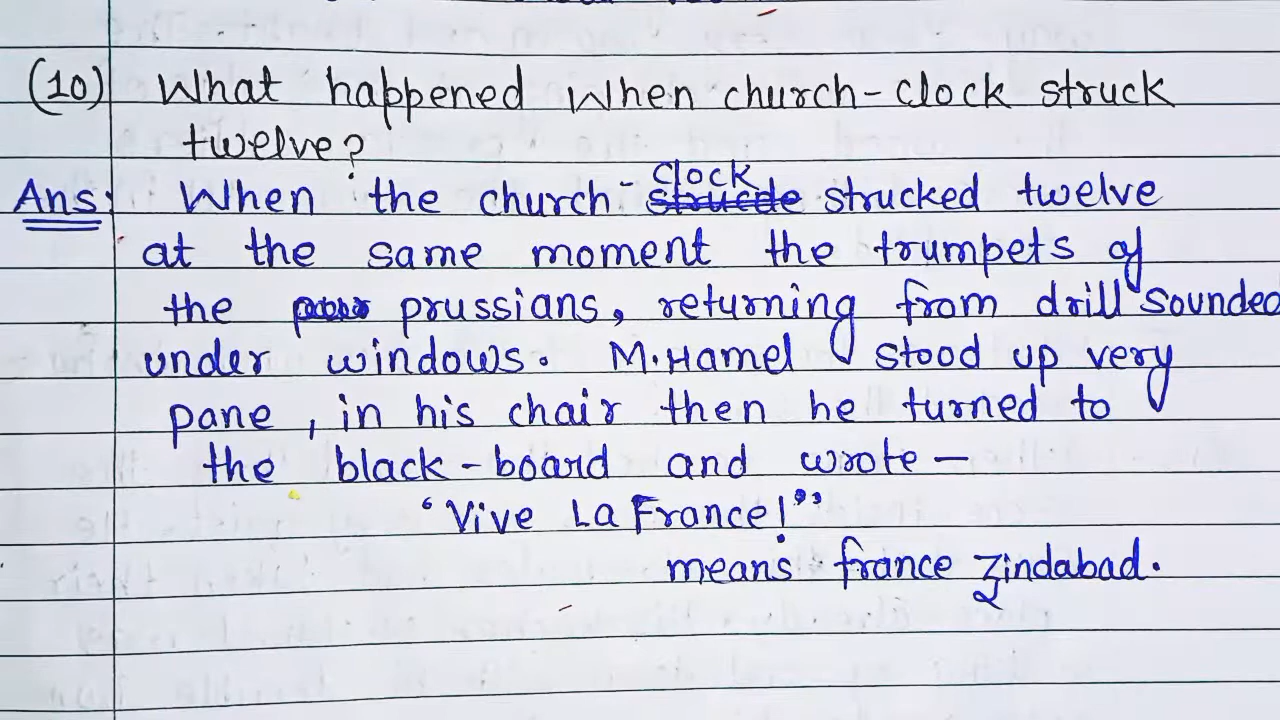 (10) What happened when church-clock struck
twelve?
Ans: When the church-clock strucked twelve
at the same moment the trumpets of
the prussians, returning from drill sounded
under windows. M.Hamel stood up very
pane, in his chair then he turned to
the black-board and wrote—
‘Vive La France!”
means france zindabad.